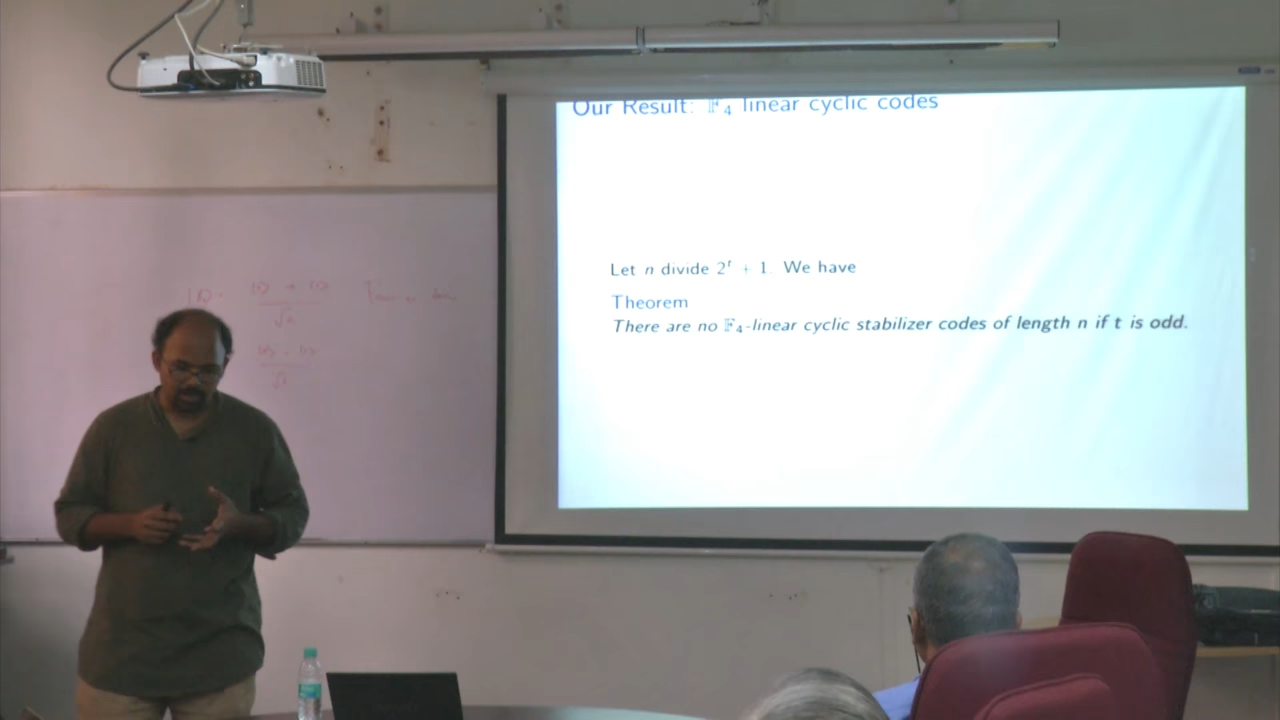 Our Result: 𝔽₄ linear cyclic codes
Let n divide 2ᵗ + 1. We have
Theorem
There are no 𝔽₄-linear cyclic stabilizer codes of length n if t is odd.